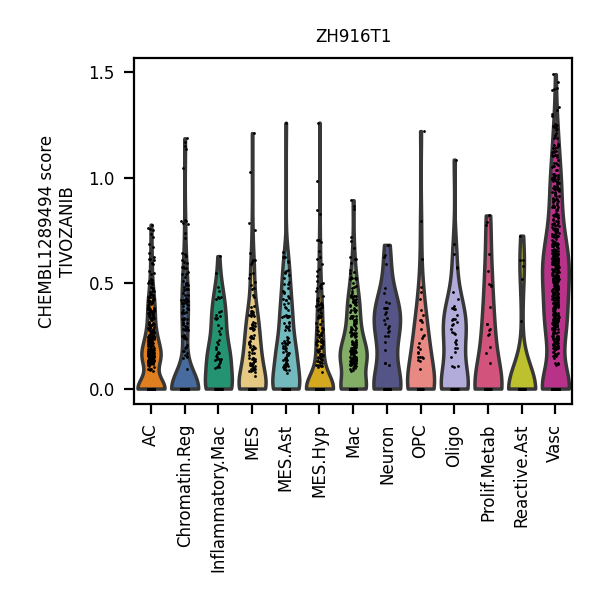 ZH916T1
CHEMBL1289494 score
TIVOZANIB
1.5
1.0
0.5
0.0
AC
Chromatin.Reg
Inflammatory.Mac
MES
MES.Ast
MES.Hyp
Mac
Neuron
OPC
Oligo
Prolif.Metab
Reactive.Ast
Vasc